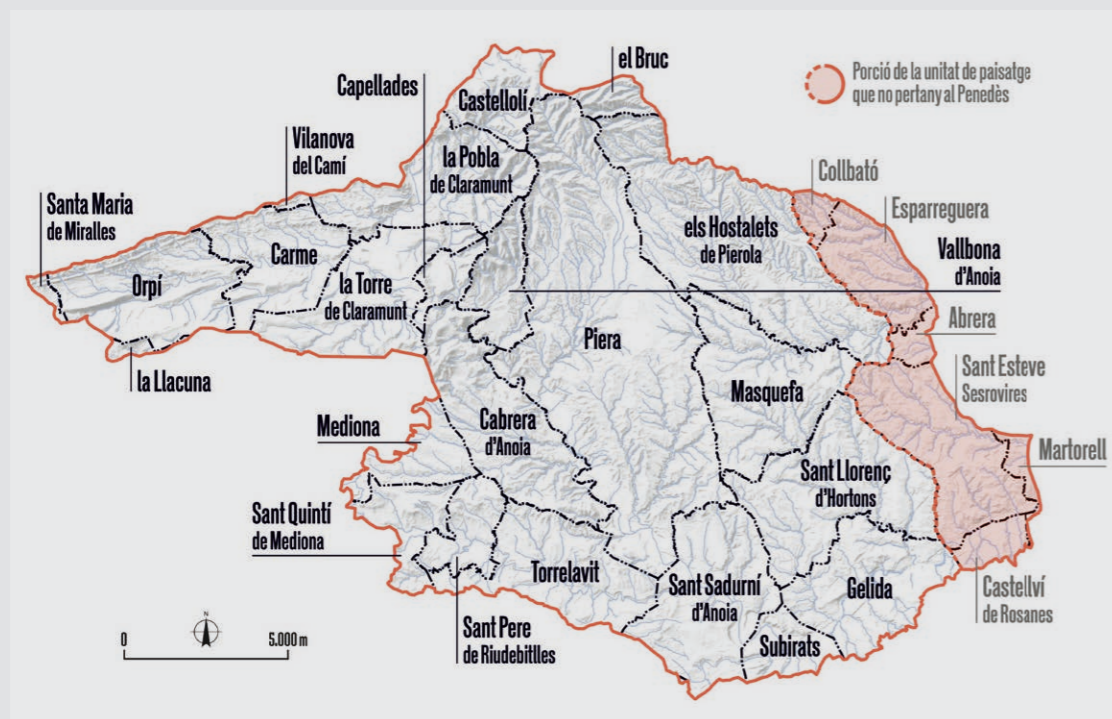 el Bruc
Capellades
Castellolí
Porció de la unitat de paisatge
que no pertany al Penedès
Vilanova
del Camí
la Pobla
de Claramunt
Collbató
Santa Maria
de Miralles
Esparreguera
els Hostalets
de Pierola
Vallbona
d'Anoia
Carme
Orpí
la Torre
de Claramunt
Abrera
Piera
Sant Esteve
Sesrovires
la Llacuna
Masquefa
Mediona
Cabrera
d'Anoia
Martorell
Sant Llorenç
d'Hortons
Sant Quintí
de Mediona
Torrelavit
Sant Sadurní
d'Anoia
Gelida
Castellví
de Rosanes
N
0 5.000 m
Sant Pere
de Riudebitlles
Subirats